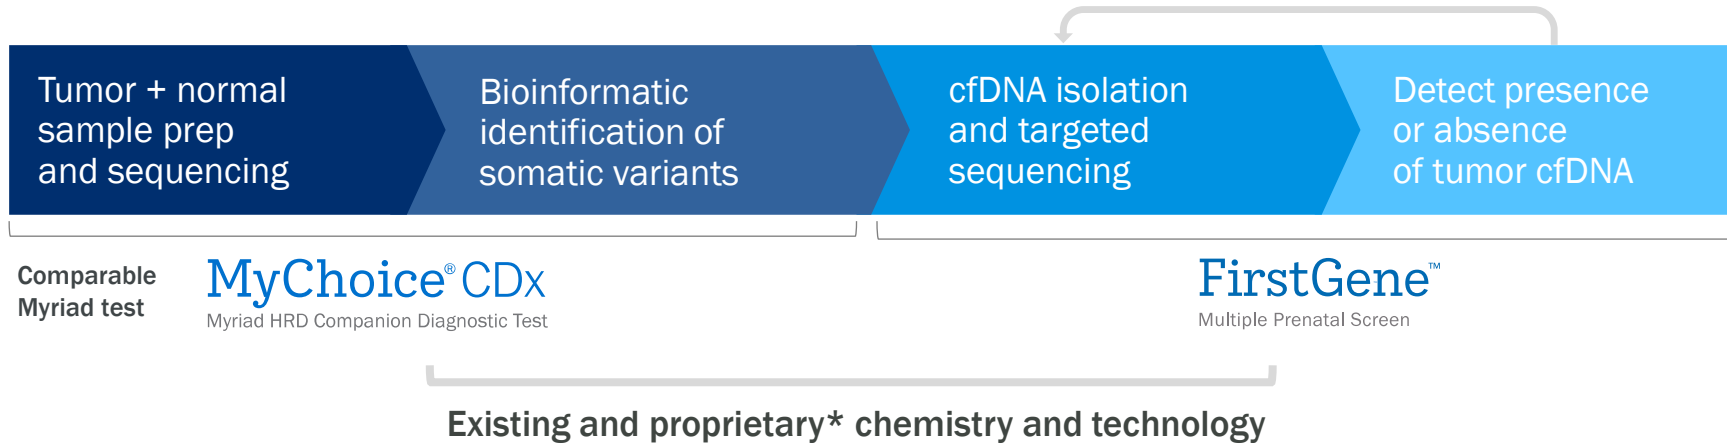 Tumor + normal
sample prep
and sequencing
Bioinformatic
identification of
somatic variants
cfDNA isolation
and targeted
sequencing
Detect presence
or absence
of tumor cfDNA
Comparable
Myriad test
MyChoice® CDx
Myriad HRD Companion Diagnostic Test
FirstGene™
Multiple Prenatal Screen
Existing and proprietary* chemistry and technology